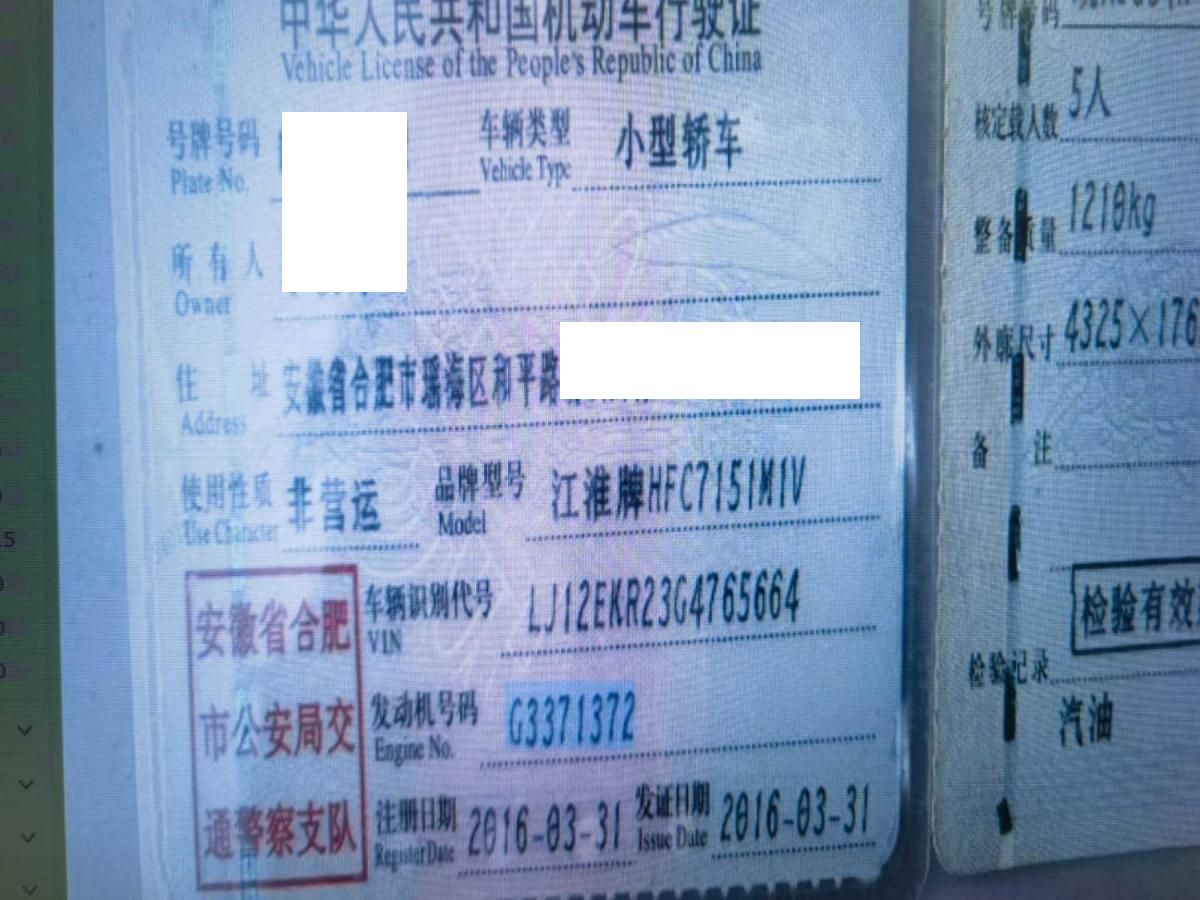 中华人民共和国机动车行驶证
Vehicle License of the People's Republic of China
号牌号码
Plate No.
车辆类型 小型轿车
Vehicle Type
所有人
Owner
住址 安徽省合肥市瑶海区和平路
Address
使用性质 非营运
Use Character
品牌型号 江淮牌HFC7151M1V
Model
安徽省合肥
市公安局交
通警察支队
车辆识别代号 LJ12EKR23G4765664
VIN
发动机号码 G3371372
Engine No.
注册日期 2016-03-31
Register Date
发证日期 2016-03-31
Issue Date
号牌号码
核定载人数 5人
整备质量 1210kg
外廓尺寸 4325×176
备注
检验有效
检验记录
汽油